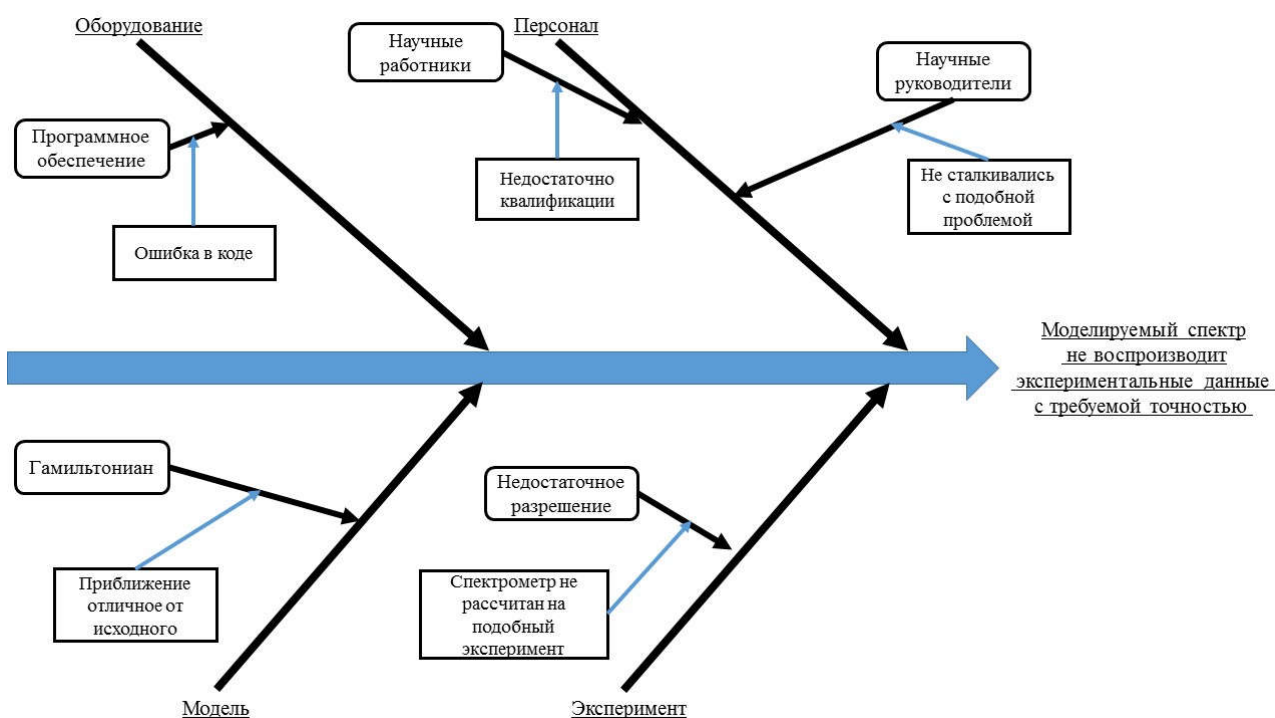 Оборудование
Персонал
Научные
работники
Научные
руководители
Программное
обеспечение
Недостаточно
квалификации
Не сталкивались
с подобной
проблемой
Ошибка в коде
Моделируемый спектр
не воспроизводит
экспериментальные данные
с требуемой точностью
Гамильтониан
Недостаточное
разрешение
Приближение
отличное от
исходного
Спектрометр не
рассчитан на
подобный
эксперимент
Модель
Эксперимент